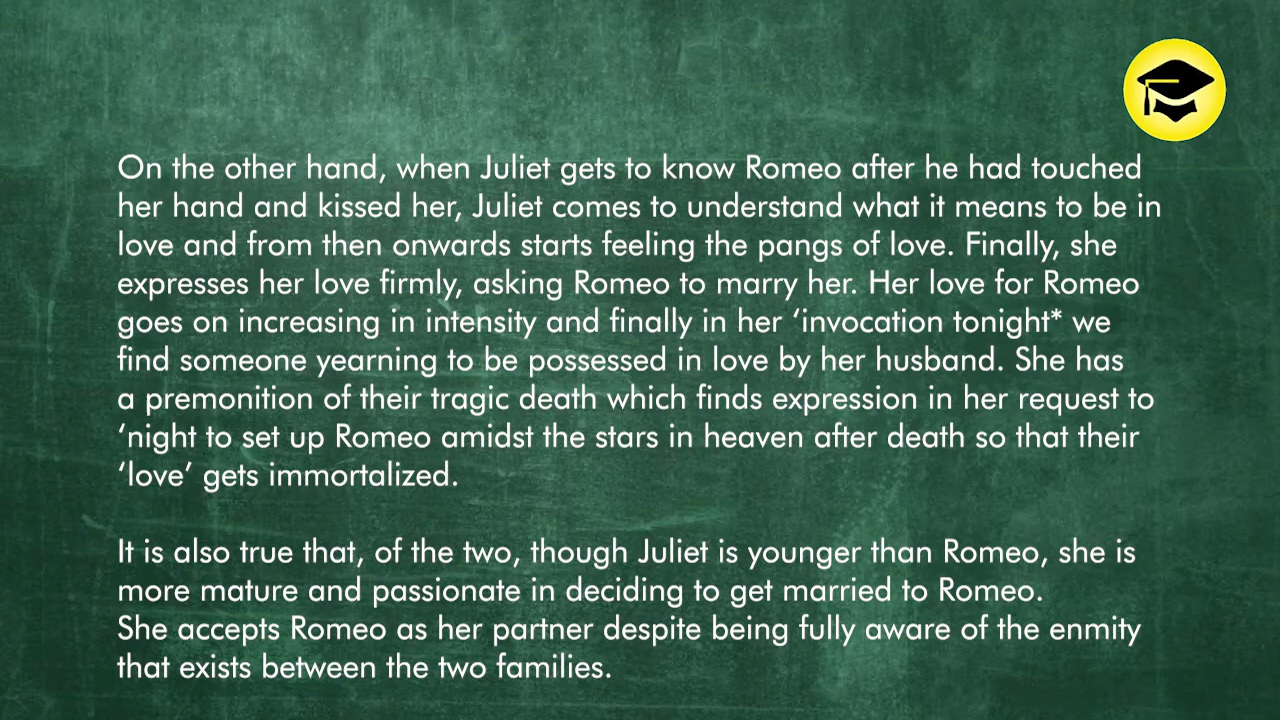 On the other hand, when Juliet gets to know Romeo after he had touched
her hand and kissed her, Juliet comes to understand what it means to be in
love and from then onwards starts feeling the pangs of love. Finally, she
expresses her love firmly, asking Romeo to marry her. Her love for Romeo
goes on increasing in intensity and finally in her ‘invocation tonight* we
find someone yearning to be possessed in love by her husband. She has
a premonition of their tragic death which finds expression in her request to
‘night to set up Romeo amidst the stars in heaven after death so that their
‘love’ gets immortalized.
It is also true that, of the two, though Juliet is younger than Romeo, she is
more mature and passionate in deciding to get married to Romeo.
She accepts Romeo as her partner despite being fully aware of the enmity
that exists between the two families.